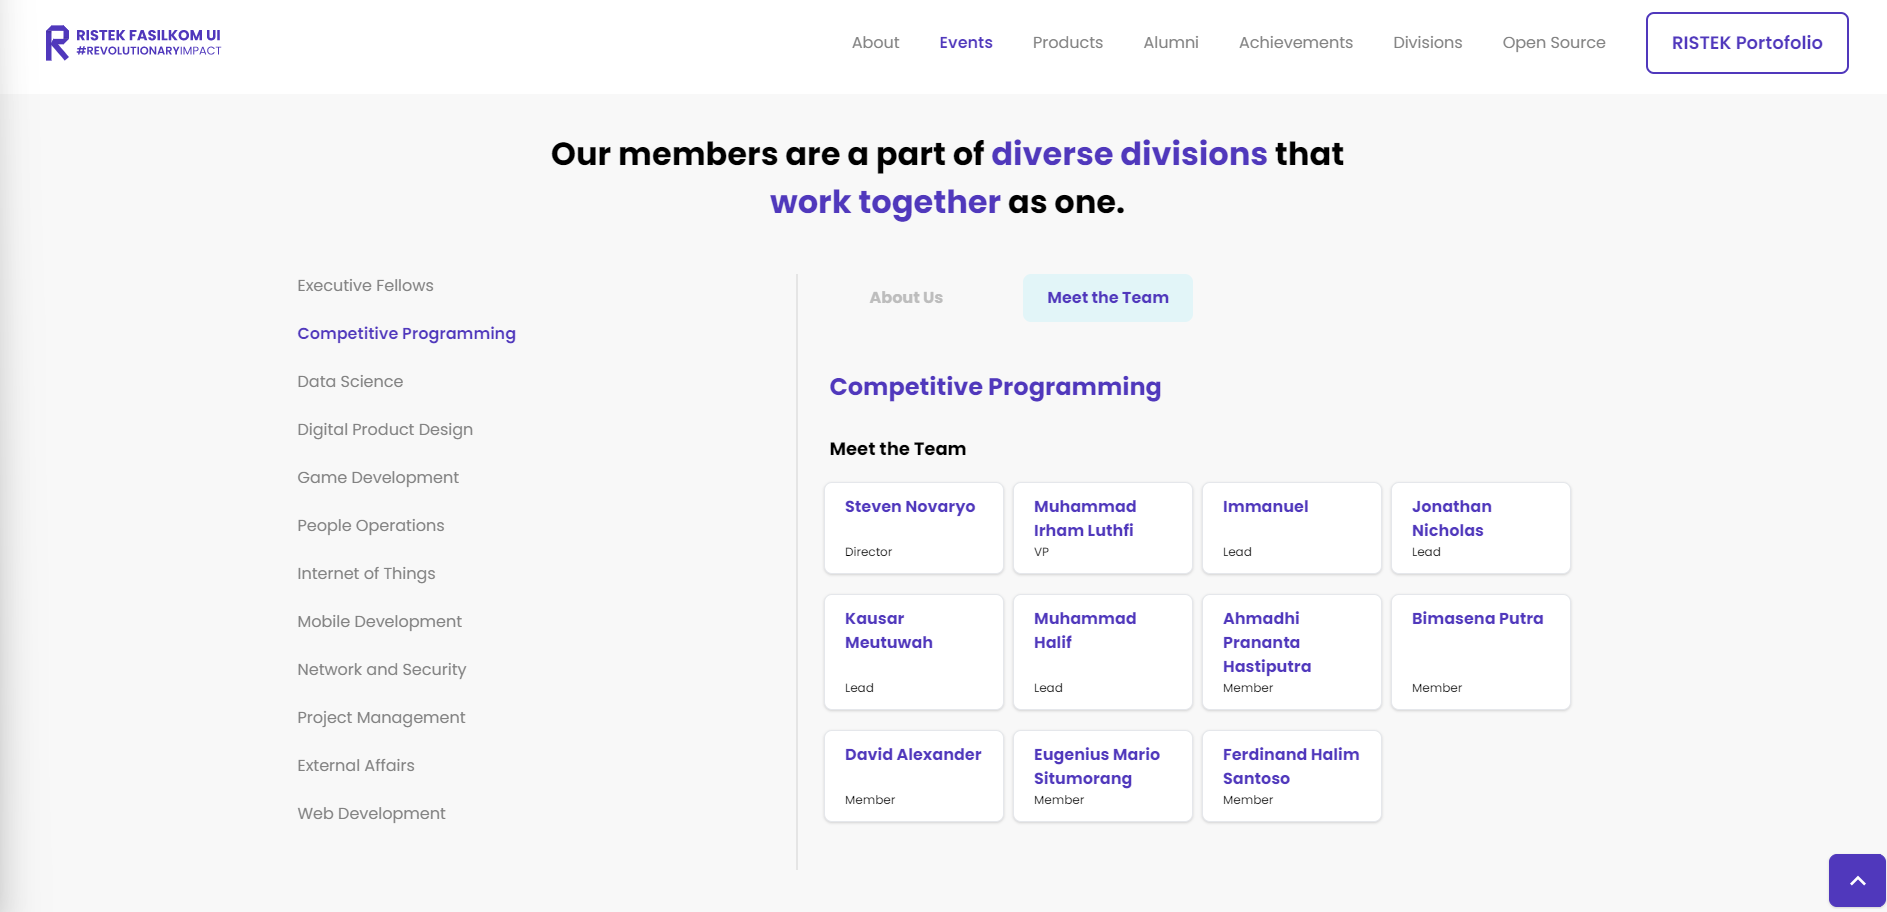 RISTEK FASILKOM UI
#REVOLUTIONARYIMPACT
About
Events
Products
Alumni
Achievements
Divisions
Open Source
RISTEK Portofolio
Our members are a part of diverse divisions that
work together as one.
Executive Fellows
Competitive Programming
Data Science
Digital Product Design
Game Development
People Operations
Internet of Things
Mobile Development
Network and Security
Project Management
External Affairs
Web Development
About Us
Meet the Team
Competitive Programming
Meet the Team
Steven Novaryo
Director
Muhammad
Irham Luthfi
VP
Immanuel
Lead
Jonathan
Nicholas
Lead
Kausar
Meutuwah
Lead
Muhammad
Halif
Lead
Ahmadhi
Prananta
Hastiputra
Member
Bimasena Putra
Member
David Alexander
Member
Eugenius Mario
Situmorang
Member
Ferdinand Halim
Santoso
Member